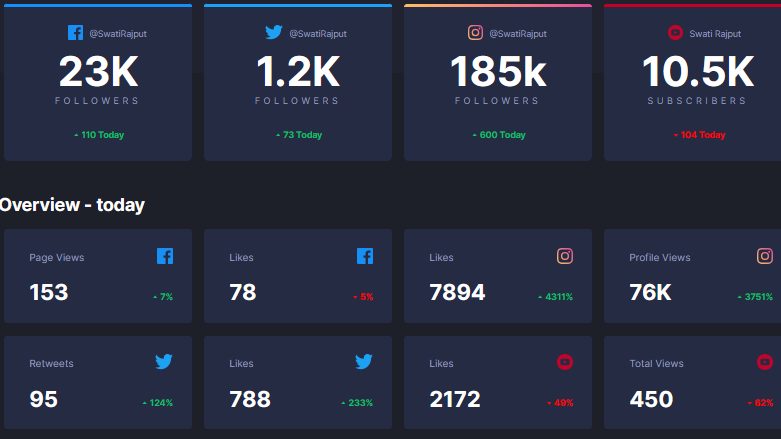 @SwatiRajput
23K
FOLLOWERS
110 Today
@SwatiRajput
1.2K
FOLLOWERS
73 Today
@SwatiRajput
185k
FOLLOWERS
600 Today
Swati Rajput
10.5K
SUBSCRIBERS
104 Today
Overview - today
Page Views
153
7%
Likes
78
5%
Likes
7894
4311%
Profile Views
76K
3751%
Retweets
95
124%
Likes
788
233%
Likes
2172
49%
Total Views
450
62%